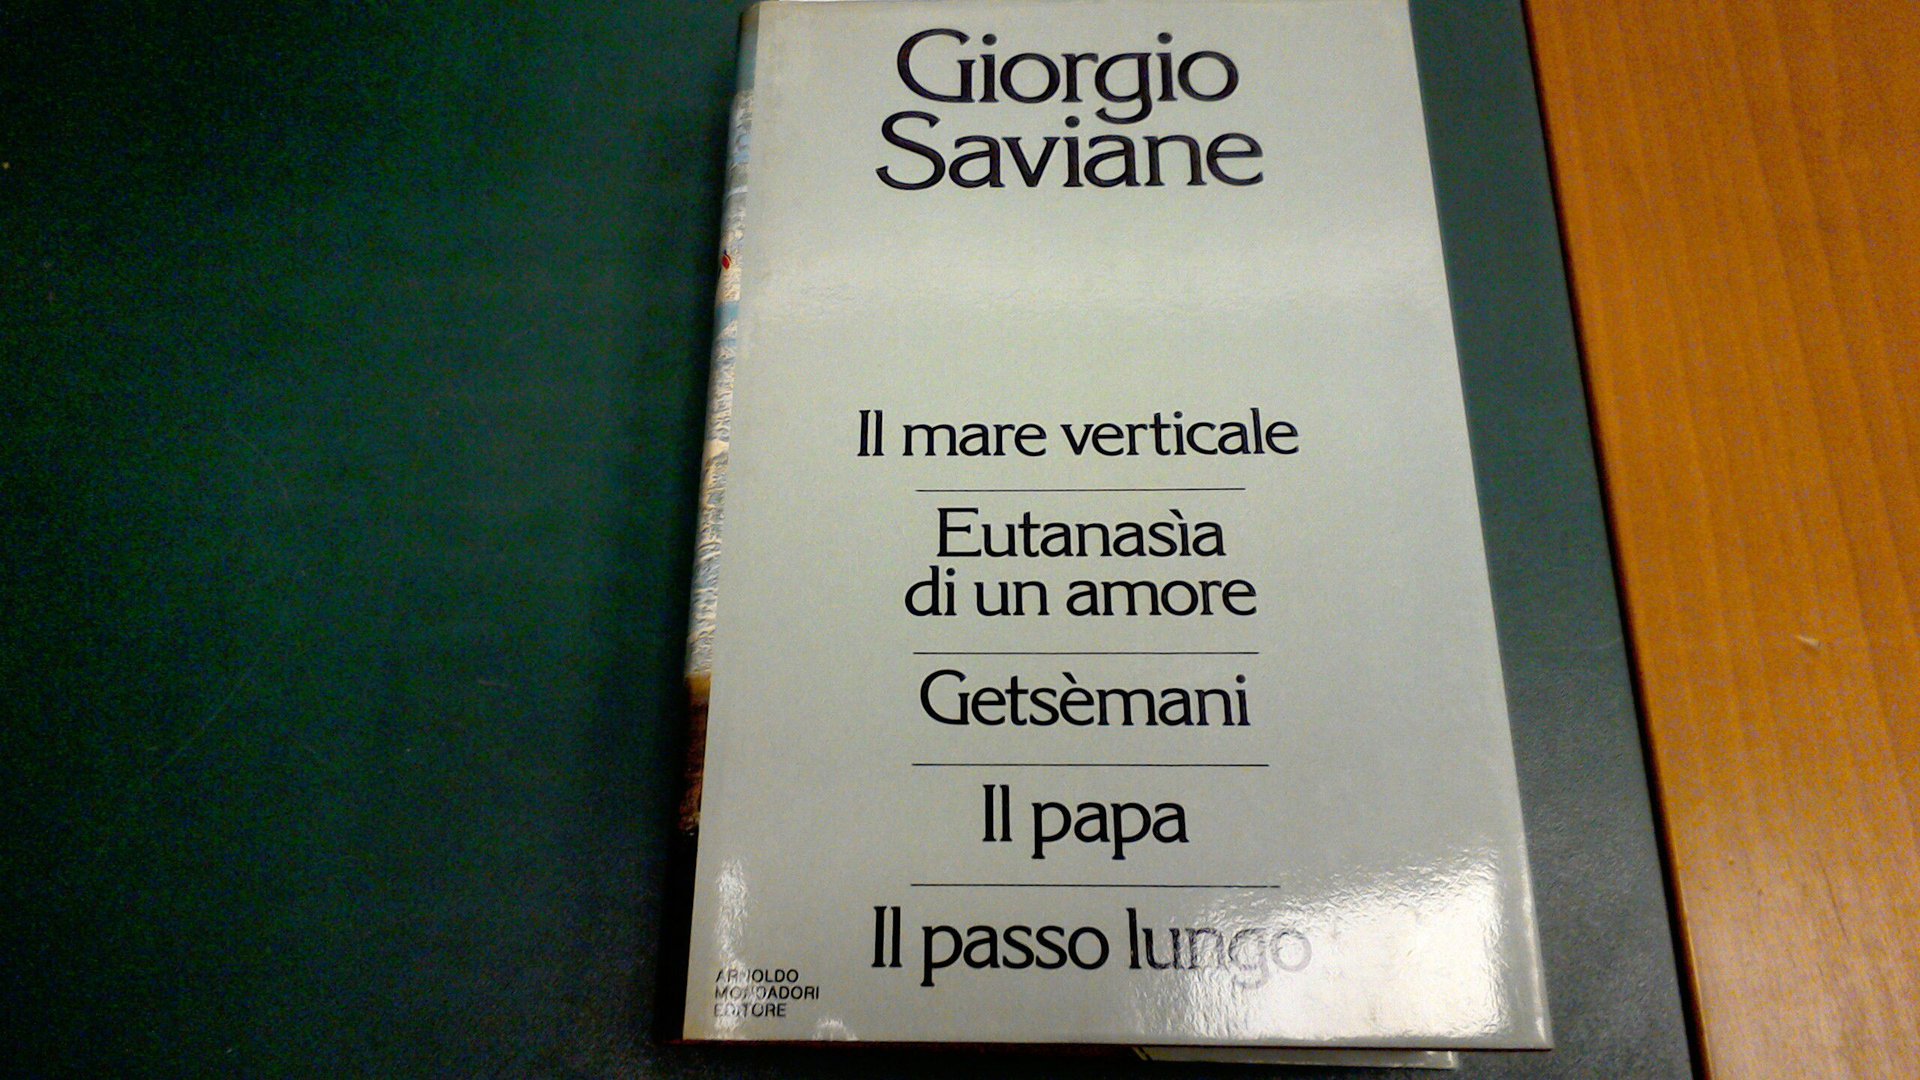 Giorgio
Saviane
Il mare verticale
Eutanasìa
di un amore
Getsèmani
Il papa
Il passo lungo
ARNOLDO
MONDADORI
EDITORE